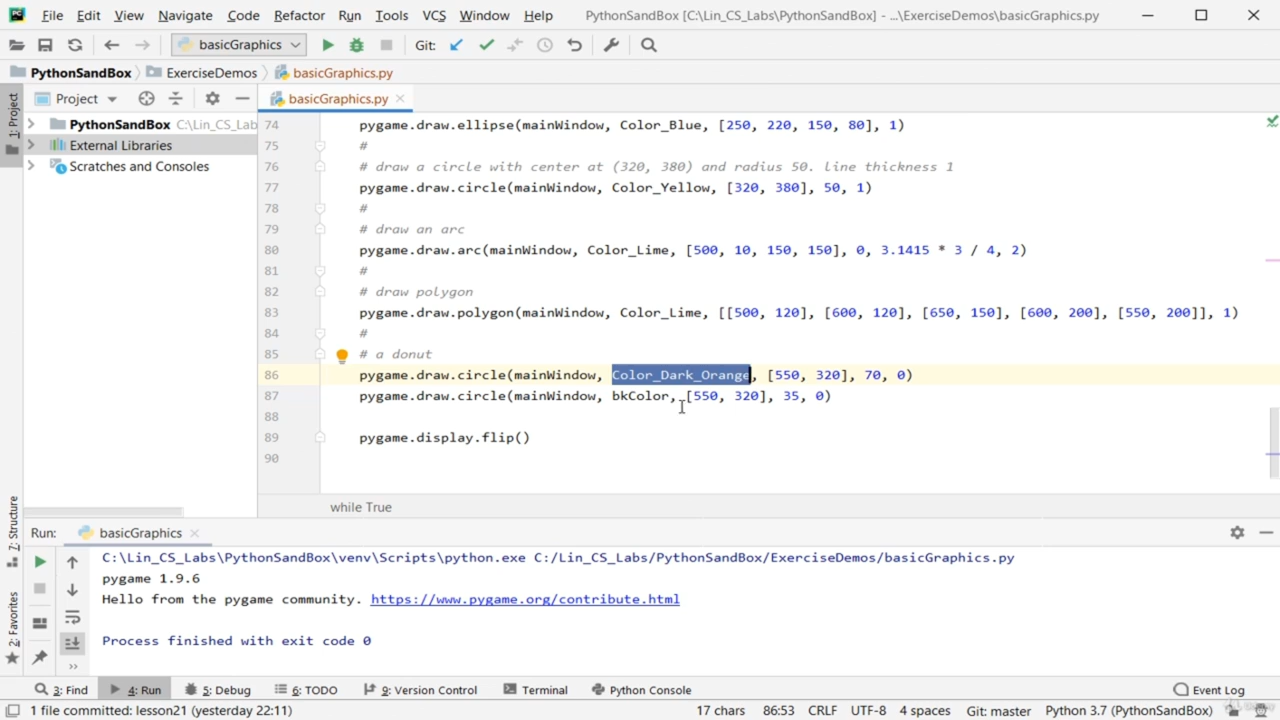 File Edit View Navigate Code Refactor Run Tools VCS Window Help PythonSandBox [C:\Lin_CS_Labs\PythonSandBox] - ...\ExerciseDemos\basicGraphics.py
basicGraphics Git:
PythonSandBox ExerciseDemos basicGraphics.py
1: Project
Project
basicGraphics.py
PythonSandBox C:\Lin_CS_Lab
External Libraries
Scratches and Consoles
74 pygame.draw.ellipse(mainWindow, Color_Blue, [250, 220, 150, 80], 1)
75 #
76 # draw a circle with center at (320, 380) and radius 50. line thickness 1
77 pygame.draw.circle(mainWindow, Color_Yellow, [320, 380], 50, 1)
78 #
79 # draw an arc
80 pygame.draw.arc(mainWindow, Color_Lime, [500, 10, 150, 150], 0, 3.1415 * 3 / 4, 2)
81 #
82 # draw polygon
83 pygame.draw.polygon(mainWindow, Color_Lime, [[500, 120], [600, 120], [650, 150], [600, 200], [550, 200]], 1)
84 #
85 # a donut
86 pygame.draw.circle(mainWindow, Color_Dark_Orange, [550, 320], 70, 0)
87 pygame.draw.circle(mainWindow, bkColor, [550, 320], 35, 0)
88
89 pygame.display.flip()
90
while True
7: Structure
2: Favorites
Run: basicGraphics
C:\Lin_CS_Labs\PythonSandBox\venv\Scripts\python.exe C:/Lin_CS_Labs/PythonSandBox/ExerciseDemos/basicGraphics.py
pygame 1.9.6
Hello from the pygame community. https://www.pygame.org/contribute.html
Process finished with exit code 0
3: Find 4: Run 5: Debug 6: TODO 9: Version Control Terminal Python Console Event Log
1 file committed: lesson21 (yesterday 22:11) 17 chars 86:53 CRLF UTF-8 4 spaces Git: master Python 3.7 (PythonSandBox)